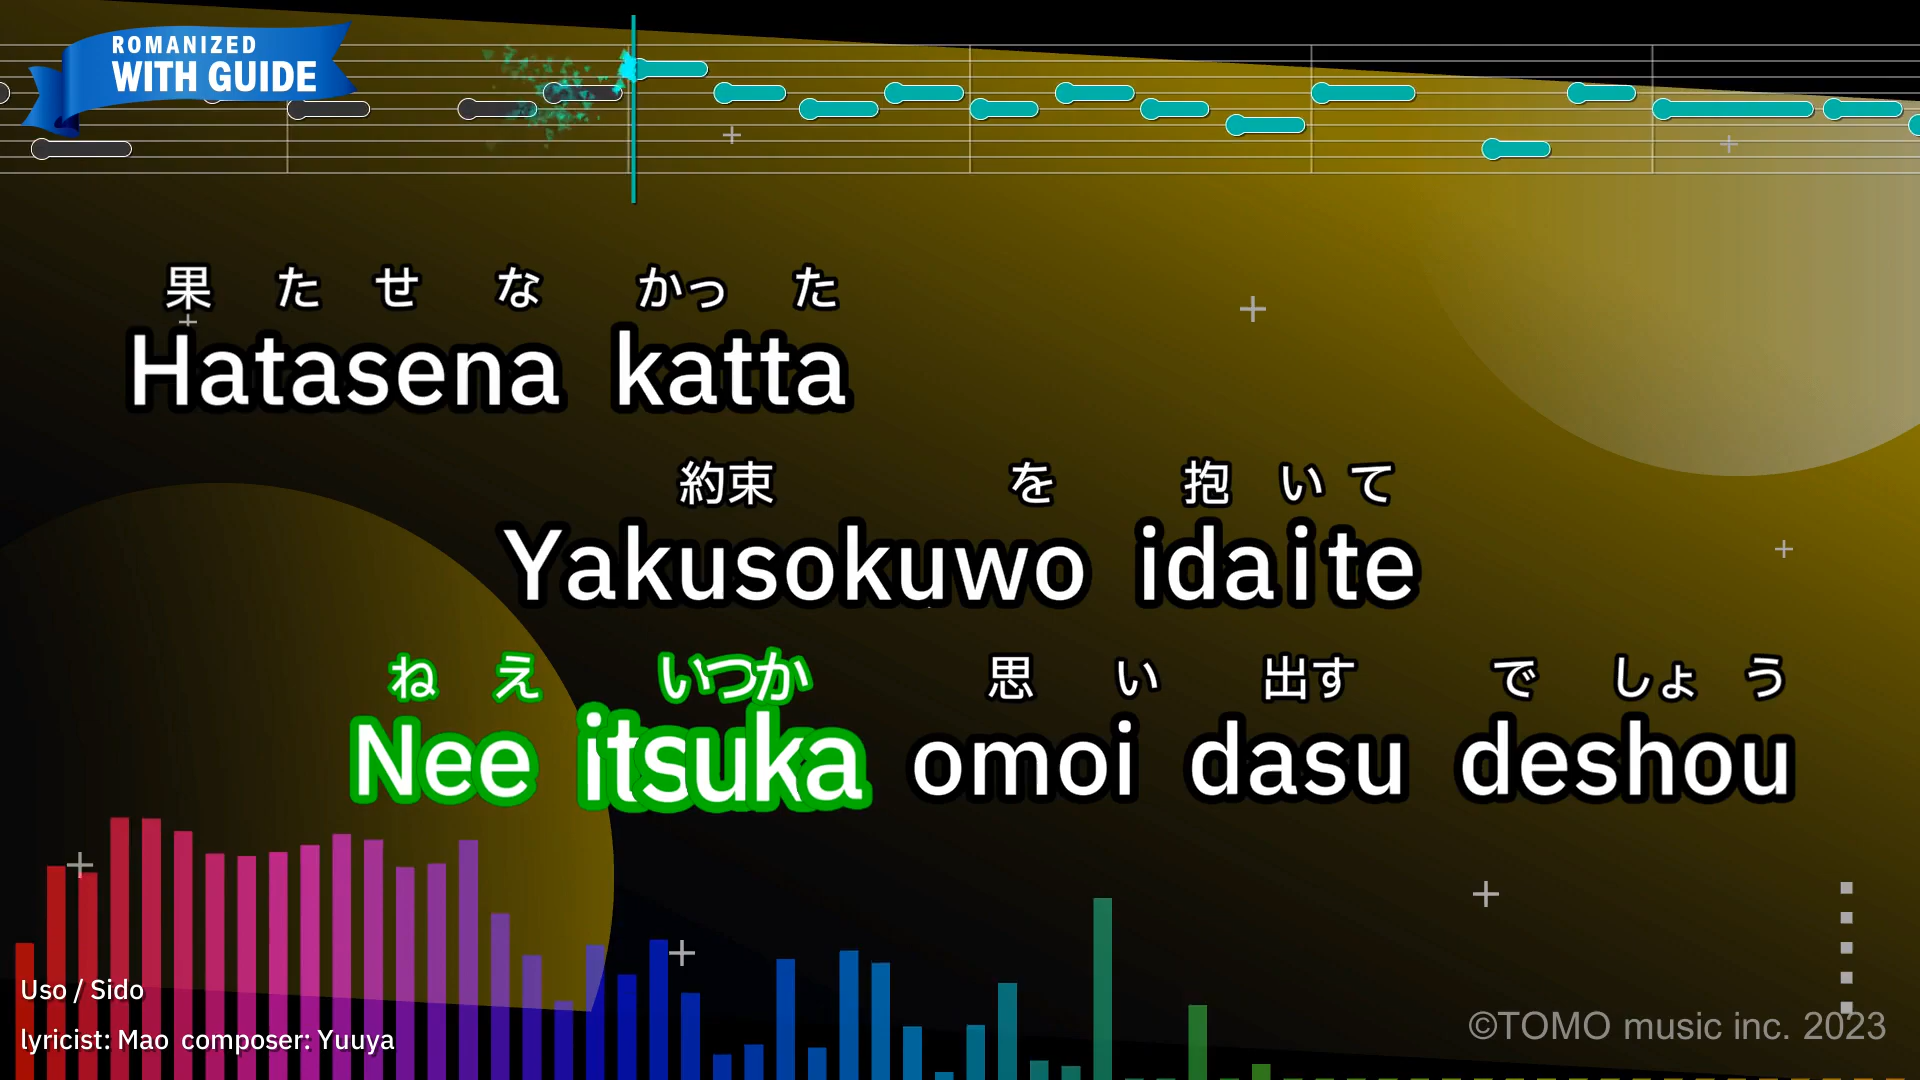 ROMANIZED
WITH GUIDE
果たせなかった
Hatasena katta
約束を抱いて
Yakusokuwo idaite
ねえ いつか 思い出すでしょう
Nee itsuka omoi dasu deshou
Uso / Sido
lyricist: Mao composer: Yuuya
©TOMO music inc. 2023